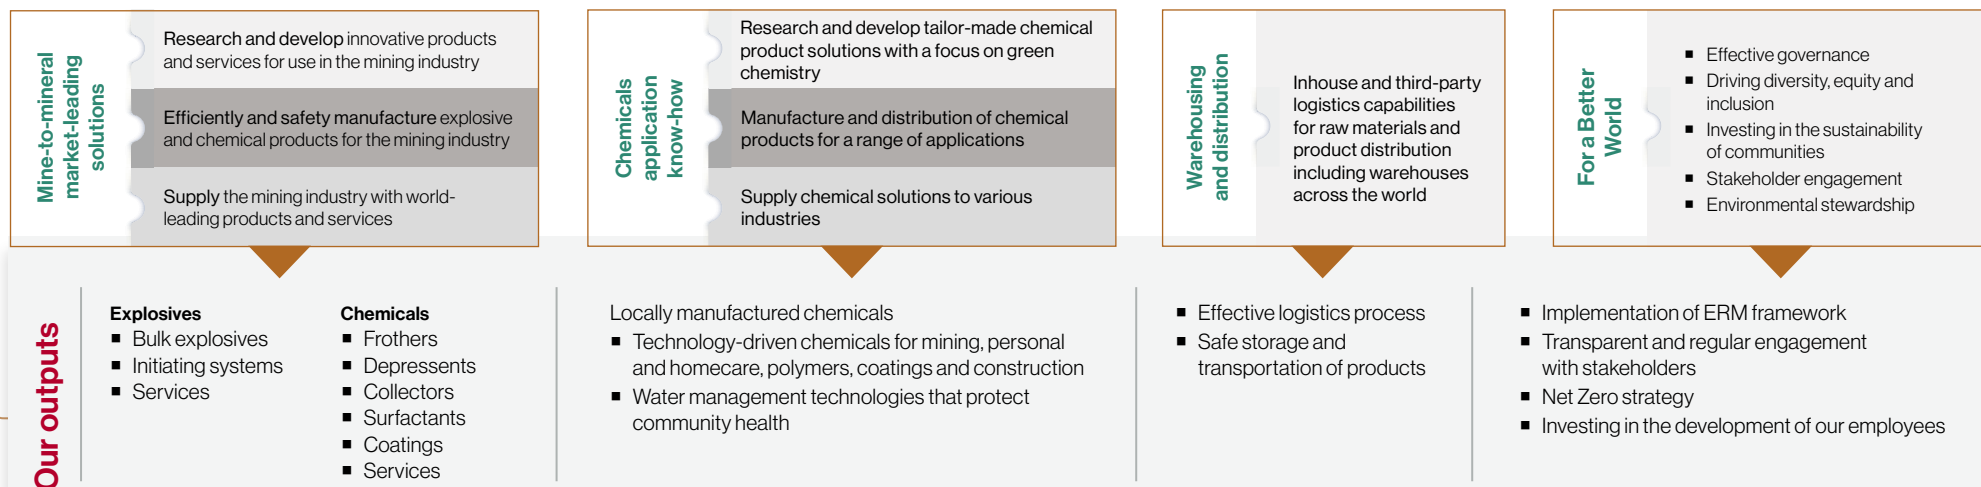 Mine-to-mineral
market-leading
solutions
Research and develop innovative products
and services for use in the mining industry
Efficiently and safety manufacture explosive
and chemical products for the mining industry
Supply the mining industry with world-
leading products and services
Chemicals
application
know-how
Research and develop tailor-made chemical
product solutions with a focus on green
chemistry
Manufacture and distribution of chemical
products for a range of applications
Supply chemical solutions to various
industries
Warehousing
and distribution
Inhouse and third-party
logistics capabilities
for raw materials and
product distribution
including warehouses
across the world
For a Better
World
■ Effective governance
■ Driving diversity, equity and
inclusion
■ Investing in the sustainability
of communities
■ Stakeholder engagement
■ Environmental stewardship
Our outputs
Explosives
■ Bulk explosives
■ Initiating systems
■ Services
Chemicals
■ Frothers
■ Depressents
■ Collectors
■ Surfactants
■ Coatings
■ Services
Locally manufactured chemicals
■ Technology-driven chemicals for mining, personal
and homecare, polymers, coatings and construction
■ Water management technologies that protect
community health
■ Effective logistics process
■ Safe storage and
transportation of products
■ Implementation of ERM framework
■ Transparent and regular engagement
with stakeholders
■ Net Zero strategy
■ Investing in the development of our employees